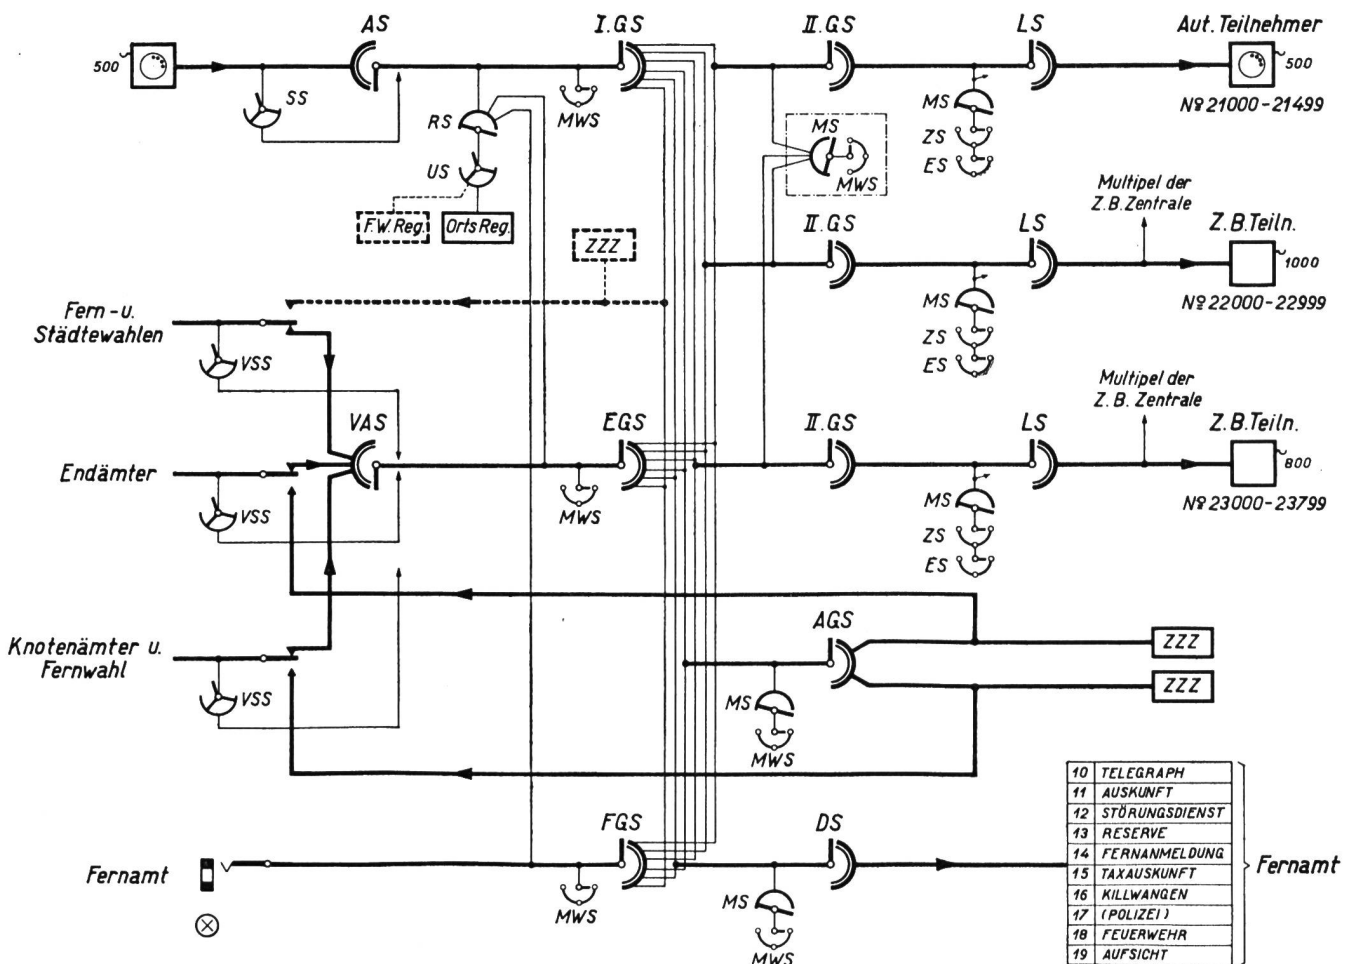 AS
I.GS
II.GS
LS
Aut. Teilnehmer
500
500
SS
MWS
MS
Nº 21000-21499
RS
MS
ZS
US
MWS
ES
F.W.Reg.
Orts Reg.
Multipel der
Z.B. Zentrale
ZZZ
II.GS
LS
Z.B.Teiln.
1000
Fern-u.
Städtewahlen
MS
Nº 22000-22999
ZS
VSS
ES
Multipel der
Z.B. Zentrale
VAS
EGS
II.GS
LS
Z.B.Teiln.
Endämter
800
MS
Nº 23000-23799
VSS
MWS
ZS
ES
AGS
Knotenämter u.
Fernwahl
ZZZ
ZZZ
VSS
MS
MWS
FGS
DS
Fernamt
MWS
MS
MWS
10 TELEGRAPH
11 AUSKUNFT
12 STÖRUNGSDIENST
13 RESERVE
14 FERNANMELDUNG
15 TAXAUSKUNFT
16 KILLWANGEN
17 (POLIZEI)
18 FEUERWEHR
19 AUFSICHT
Fernamt